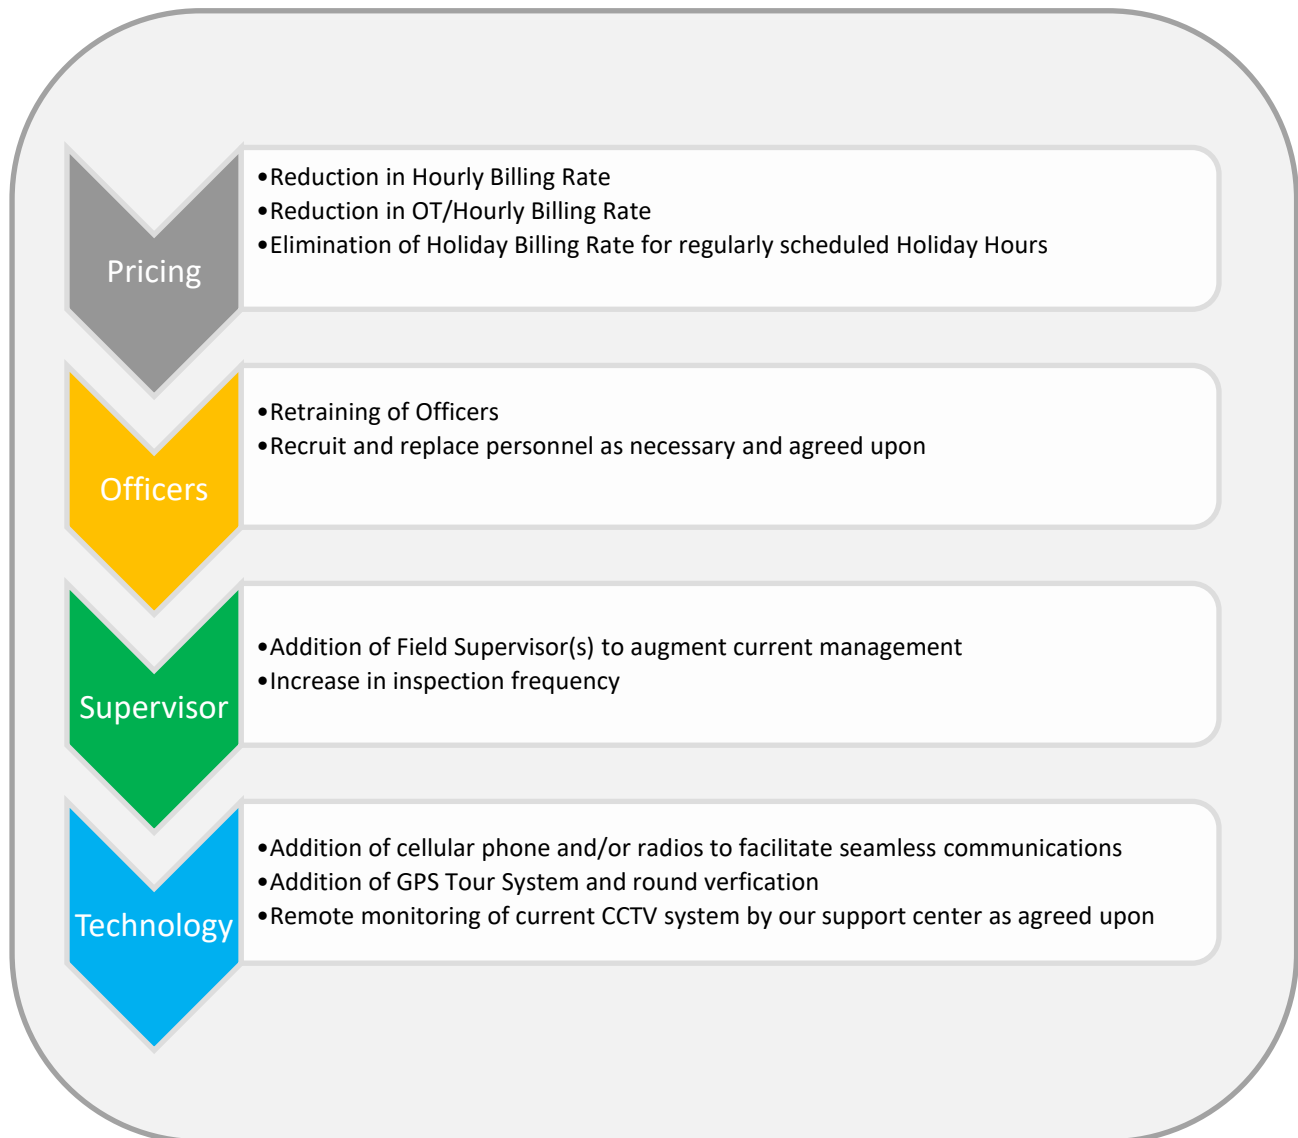 Pricing
•Reduction in Hourly Billing Rate
•Reduction in OT/Hourly Billing Rate
•Elimination of Holiday Billing Rate for regularly scheduled Holiday Hours
Officers
•Retraining of Officers
•Recruit and replace personnel as necessary and agreed upon
Supervisor
•Addition of Field Supervisor(s) to augment current management
•Increase in inspection frequency
Technology
•Addition of cellular phone and/or radios to facilitate seamless communications
•Addition of GPS Tour System and round verfication
•Remote monitoring of current CCTV system by our support center as agreed upon